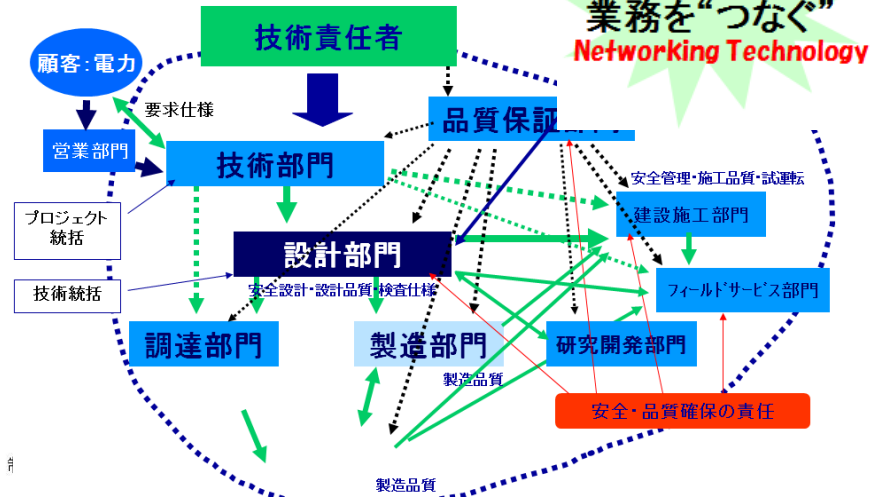 業務を“つなぐ”
Networking Technology
技術責任者
顧客：電力
要求仕様
品質保証部門
営業部門
技術部門
安全管理・施工品質・試運転
プロジェクト
統括
建設施工部門
設計部門
技術統括
安全設計・設計品質・検査仕様
フィールドサービス部門
調達部門
製造部門
研究開発部門
製造品質
安全・品質確保の責任
製造品質